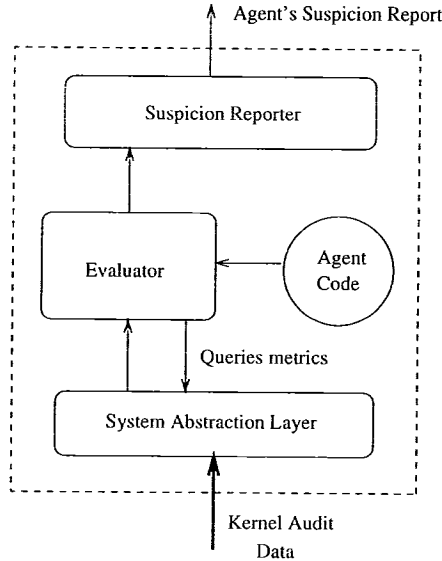 Agent's Suspicion Report
Suspicion Reporter
Evaluator
Agent
Code
Queries metrics
System Abstraction Layer
Kernel Audit
Data